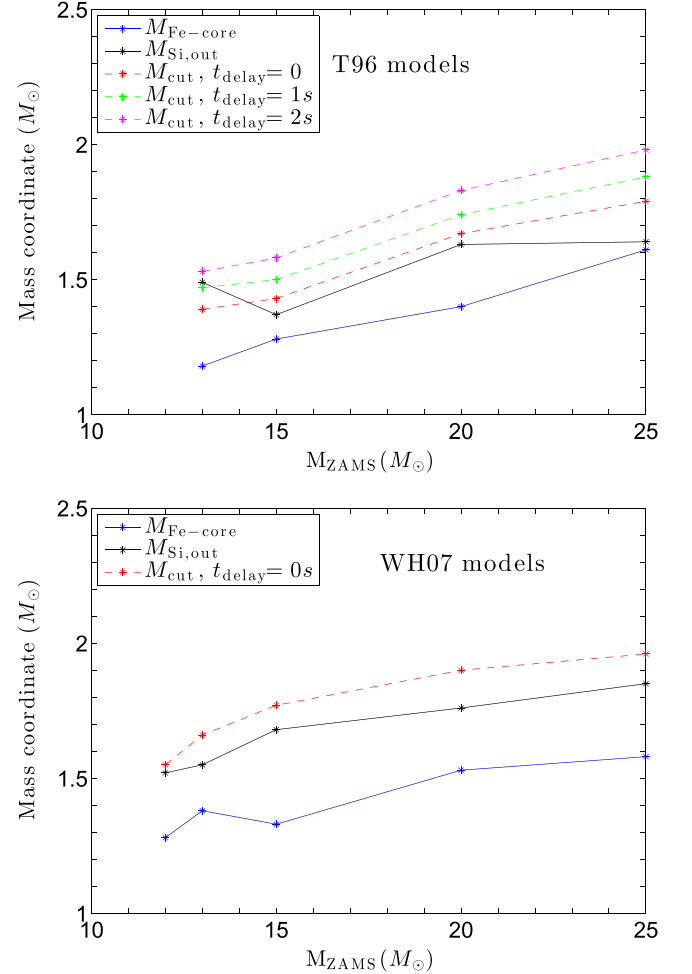 2.5
M_Fe−core
M_Si,out
M_cut, t_delay= 0
M_cut, t_delay= 1s
M_cut, t_delay= 2s
T96 models
2
1.5
1
Mass coordinate (M_⊙)
10 15 20 25
M_ZAMS(M_⊙)
2.5
M_Fe−core
M_Si,out
M_cut, t_delay= 0s
WH07 models
2
1.5
1
Mass coordinate (M_⊙)
10 15 20 25
M_ZAMS(M_⊙)